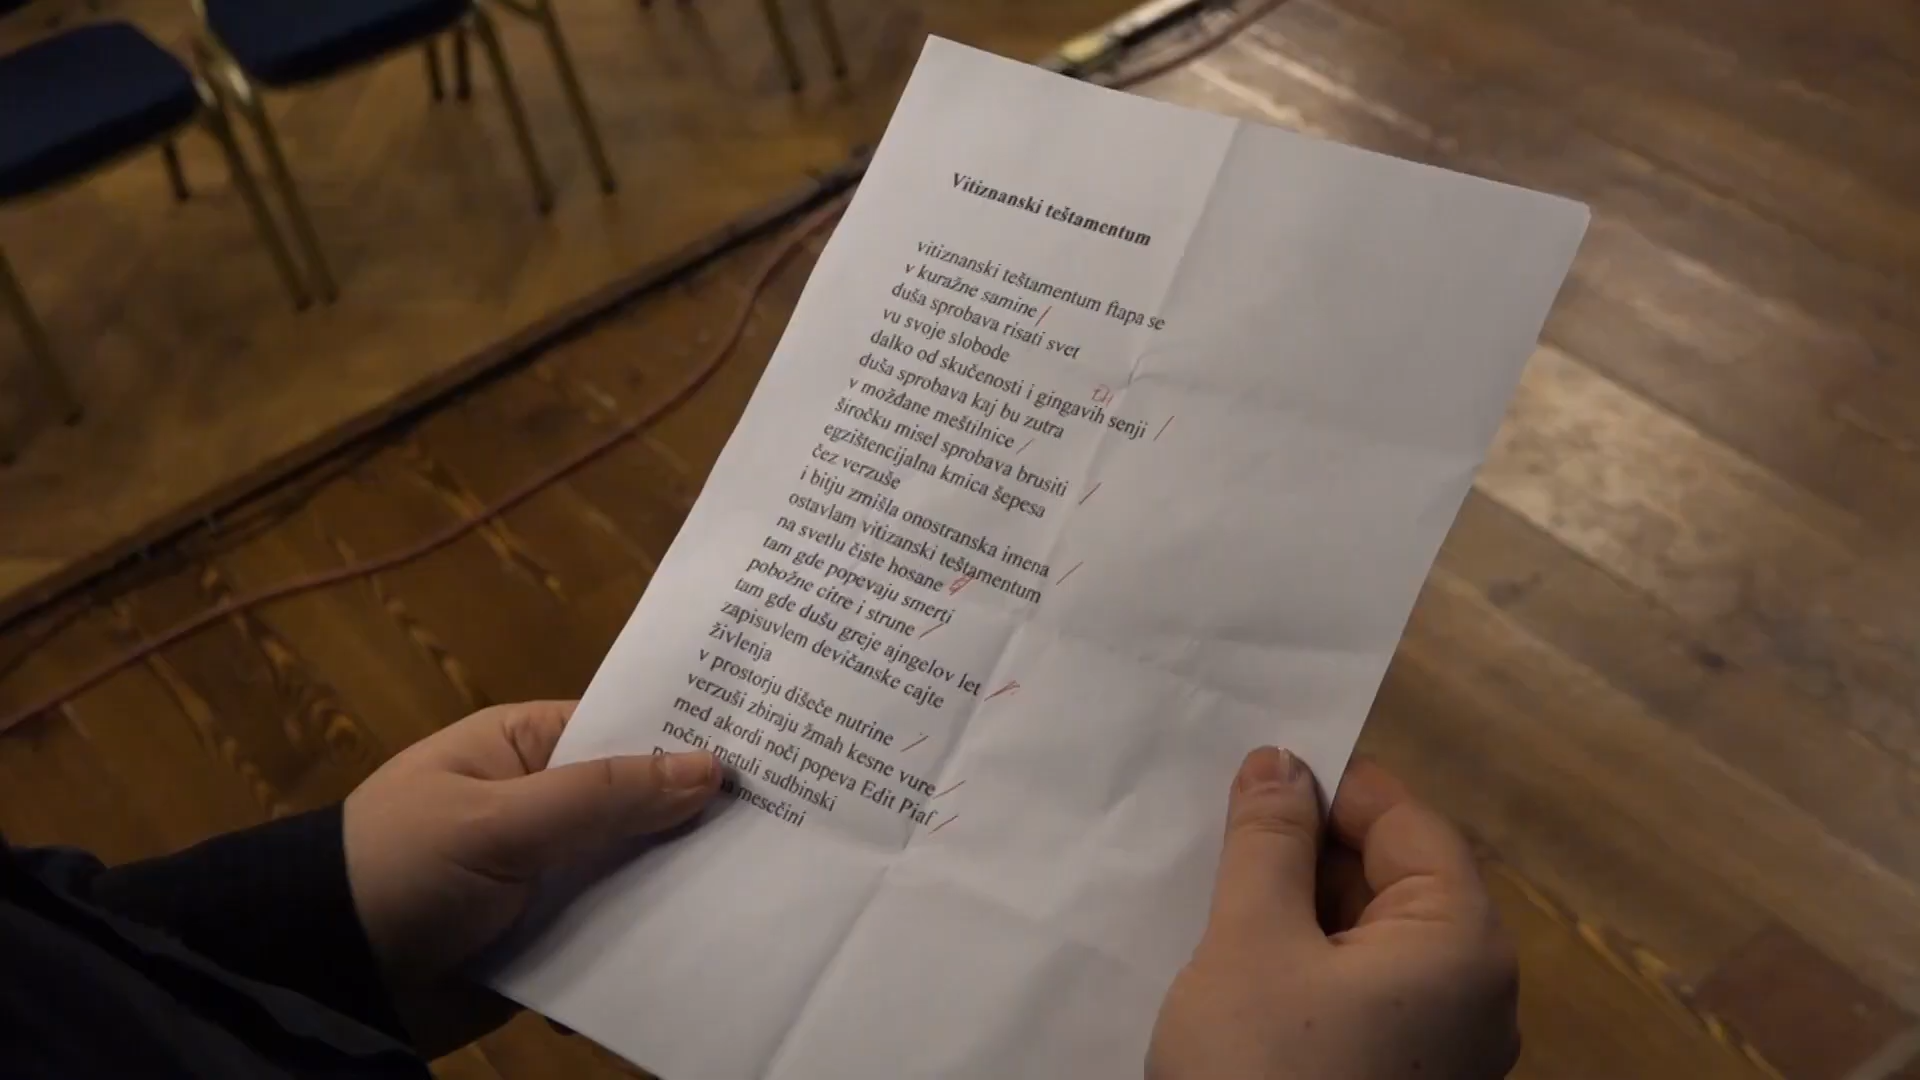 Vitiznanski teštamentum
vitiznanski teštamentum ftapa se
v kuražne samine /
duša sprobava risati svet
vu svoje slobode
dalko od skučenosti i gingavih senji /
duša sprobava kaj bu zutra
v moždane meštilnice /
širočku misel sprobava brusiti /
egzištencijalna kmica šepesa
čez verzuše
i bitju zmišla onostranska imena /
ostavlam vitizanski teštamentum
na svetlu čiste hosane
tam gde popevaju smerti
pobožne citre i strune /
tam gde dušu greje ajngelov let /
zapisuvlem devičanske cajte
živlenja
v prostorju dišeče nutrine /
verzuši zbiraju žmah kesne vure /
med akordi noči popeva Edit Piaf /
nočni metuli sudbinski
mesečini